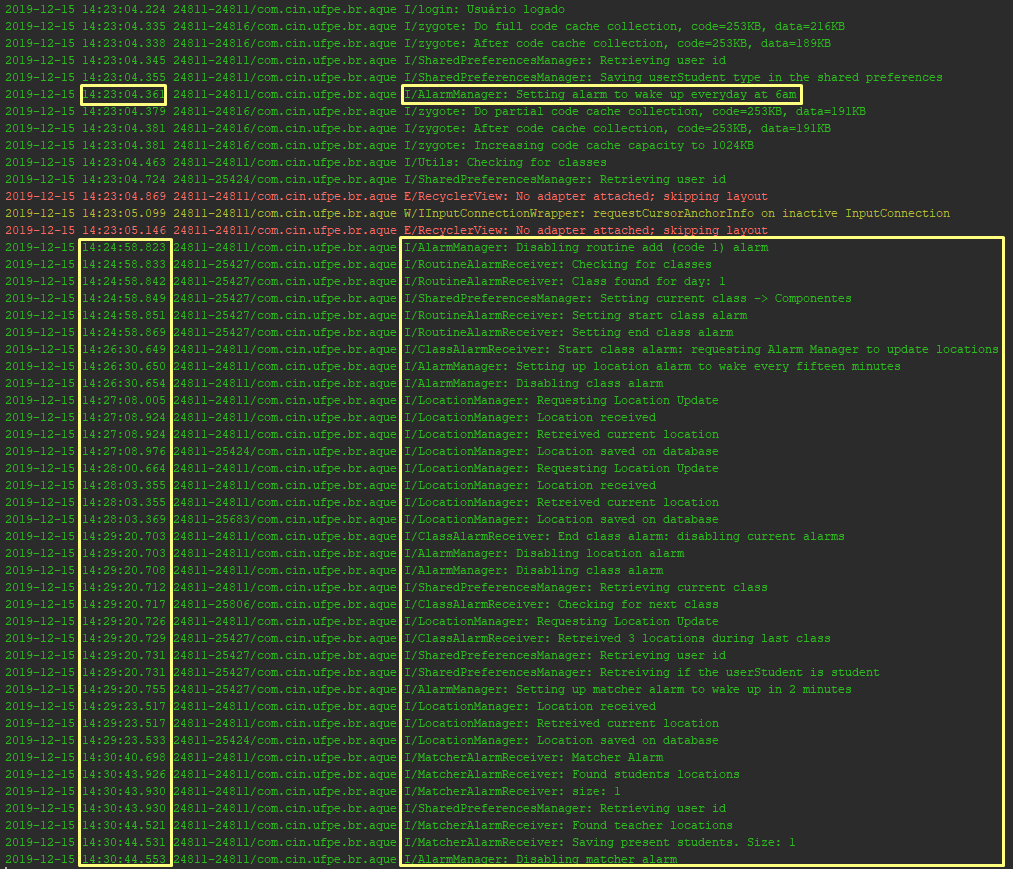 2019-12-15 14:23:04.224 24811-24811/com.cin.ufpe.br.aque I/login: Usuário logado
2019-12-15 14:23:04.335 24811-24816/com.cin.ufpe.br.aque I/zygote: Do full code cache collection, code=253KB, data=216KB
2019-12-15 14:23:04.338 24811-24816/com.cin.ufpe.br.aque I/zygote: After code cache collection, code=253KB, data=189KB
2019-12-15 14:23:04.345 24811-24811/com.cin.ufpe.br.aque I/SharedPreferencesManager: Retrieving user id
2019-12-15 14:23:04.355 24811-24811/com.cin.ufpe.br.aque I/SharedPreferencesManager: Saving userStudent type in the shared preferences
2019-12-15 14:23:04.361 24811-24811/com.cin.ufpe.br.aque I/AlarmManager: Setting alarm to wake up everyday at 6am
2019-12-15 14:23:04.379 24811-24816/com.cin.ufpe.br.aque I/zygote: Do partial code cache collection, code=253KB, data=191KB
2019-12-15 14:23:04.381 24811-24816/com.cin.ufpe.br.aque I/zygote: After code cache collection, code=253KB, data=191KB
2019-12-15 14:23:04.381 24811-24816/com.cin.ufpe.br.aque I/zygote: Increasing code cache capacity to 1024KB
2019-12-15 14:23:04.463 24811-24811/com.cin.ufpe.br.aque I/Utils: Checking for classes
2019-12-15 14:23:04.724 24811-25424/com.cin.ufpe.br.aque I/SharedPreferencesManager: Retrieving user id
2019-12-15 14:23:04.869 24811-24811/com.cin.ufpe.br.aque E/RecyclerView: No adapter attached; skipping layout
2019-12-15 14:23:05.099 24811-24811/com.cin.ufpe.br.aque W/IInputConnectionWrapper: requestCursorAnchorInfo on inactive InputConnection
2019-12-15 14:23:05.146 24811-24811/com.cin.ufpe.br.aque E/RecyclerView: No adapter attached; skipping layout
2019-12-15 14:24:58.823 24811-24811/com.cin.ufpe.br.aque I/AlarmManager: Disabling routine add (code 1) alarm
2019-12-15 14:24:58.833 24811-25427/com.cin.ufpe.br.aque I/RoutineAlarmReceiver: Checking for classes
2019-12-15 14:24:58.842 24811-25427/com.cin.ufpe.br.aque I/RoutineAlarmReceiver: Class found for day: 1
2019-12-15 14:24:58.849 24811-25427/com.cin.ufpe.br.aque I/SharedPreferencesManager: Setting current class -> Componentes
2019-12-15 14:24:58.851 24811-25427/com.cin.ufpe.br.aque I/RoutineAlarmReceiver: Setting start class alarm
2019-12-15 14:24:58.869 24811-25427/com.cin.ufpe.br.aque I/RoutineAlarmReceiver: Setting end class alarm
2019-12-15 14:26:30.649 24811-24811/com.cin.ufpe.br.aque I/ClassAlarmReceiver: Start class alarm: requesting Alarm Manager to update locations
2019-12-15 14:26:30.650 24811-24811/com.cin.ufpe.br.aque I/AlarmManager: Setting up location alarm to wake every fifteen minutes
2019-12-15 14:26:30.654 24811-24811/com.cin.ufpe.br.aque I/AlarmManager: Disabling class alarm
2019-12-15 14:27:08.005 24811-24811/com.cin.ufpe.br.aque I/LocationManager: Requesting Location Update
2019-12-15 14:27:08.924 24811-24811/com.cin.ufpe.br.aque I/LocationManager: Location received
2019-12-15 14:27:08.924 24811-24811/com.cin.ufpe.br.aque I/LocationManager: Retreived current location
2019-12-15 14:27:08.976 24811-25424/com.cin.ufpe.br.aque I/LocationManager: Location saved on database
2019-12-15 14:28:00.664 24811-24811/com.cin.ufpe.br.aque I/LocationManager: Requesting Location Update
2019-12-15 14:28:03.355 24811-24811/com.cin.ufpe.br.aque I/LocationManager: Location received
2019-12-15 14:28:03.355 24811-24811/com.cin.ufpe.br.aque I/LocationManager: Retreived current location
2019-12-15 14:28:03.369 24811-25683/com.cin.ufpe.br.aque I/LocationManager: Location saved on database
2019-12-15 14:29:20.703 24811-24811/com.cin.ufpe.br.aque I/ClassAlarmReceiver: End class alarm: disabling current alarms
2019-12-15 14:29:20.703 24811-24811/com.cin.ufpe.br.aque I/AlarmManager: Disabling location alarm
2019-12-15 14:29:20.708 24811-24811/com.cin.ufpe.br.aque I/AlarmManager: Disabling class alarm
2019-12-15 14:29:20.712 24811-24811/com.cin.ufpe.br.aque I/SharedPreferencesManager: Retrieving current class
2019-12-15 14:29:20.717 24811-25806/com.cin.ufpe.br.aque I/ClassAlarmReceiver: Checking for next class
2019-12-15 14:29:20.726 24811-24811/com.cin.ufpe.br.aque I/LocationManager: Requesting Location Update
2019-12-15 14:29:20.729 24811-25427/com.cin.ufpe.br.aque I/ClassAlarmReceiver: Retreived 3 locations during last class
2019-12-15 14:29:20.731 24811-25427/com.cin.ufpe.br.aque I/SharedPreferencesManager: Retrieving user id
2019-12-15 14:29:20.731 24811-25427/com.cin.ufpe.br.aque I/SharedPreferencesManager: Retreiving if the userStudent is student
2019-12-15 14:29:20.755 24811-25427/com.cin.ufpe.br.aque I/AlarmManager: Setting up matcher alarm to wake up in 2 minutes
2019-12-15 14:29:23.517 24811-24811/com.cin.ufpe.br.aque I/LocationManager: Location received
2019-12-15 14:29:23.517 24811-24811/com.cin.ufpe.br.aque I/LocationManager: Retreived current location
2019-12-15 14:29:23.533 24811-25424/com.cin.ufpe.br.aque I/LocationManager: Location saved on database
2019-12-15 14:30:40.698 24811-24811/com.cin.ufpe.br.aque I/MatcherAlarmReceiver: Matcher Alarm
2019-12-15 14:30:43.926 24811-24811/com.cin.ufpe.br.aque I/MatcherAlarmReceiver: Found students locations
2019-12-15 14:30:43.930 24811-24811/com.cin.ufpe.br.aque I/MatcherAlarmReceiver: size: 1
2019-12-15 14:30:43.930 24811-24811/com.cin.ufpe.br.aque I/SharedPreferencesManager: Retrieving user id
2019-12-15 14:30:44.521 24811-24811/com.cin.ufpe.br.aque I/MatcherAlarmReceiver: Found teacher locations
2019-12-15 14:30:44.531 24811-24811/com.cin.ufpe.br.aque I/MatcherAlarmReceiver: Saving present students. Size: 1
2019-12-15 14:30:44.553 24811-24811/com.cin.ufpe.br.aque I/AlarmManager: Disabling matcher alarm